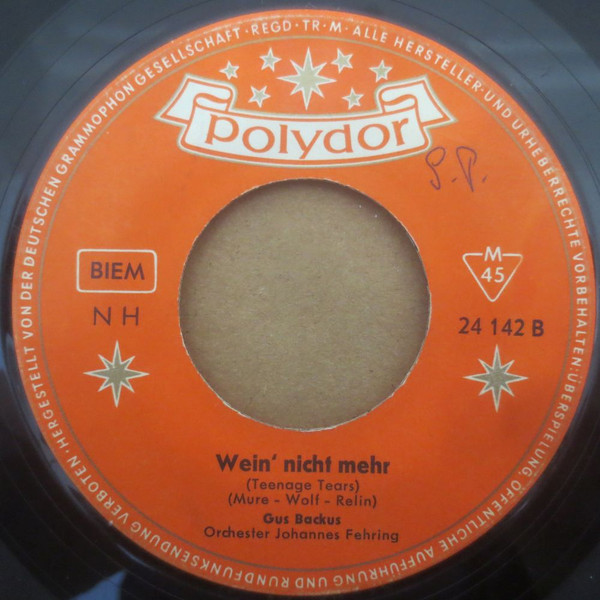 HERGESTELLT VON DER DEUTSCHEN GRAMMOPHON GESELLSCHAFT · REGD · TR · M · ALLE HERSTELLER- UND URHEBERRECHTE VORBEHALTEN: ÜBERSPIELUNG, ÖFFENTLICHE AUFFÜHRUNG UND RUNDFUNKSENDUNG VERBOTEN ·
polydor
S.P.
BIEM
M
45
N H
24 142 B
Wein' nicht mehr
(Teenage Tears)
(Mure - Wolf - Relin)
Gus Backus
Orchester Johannes Fehring